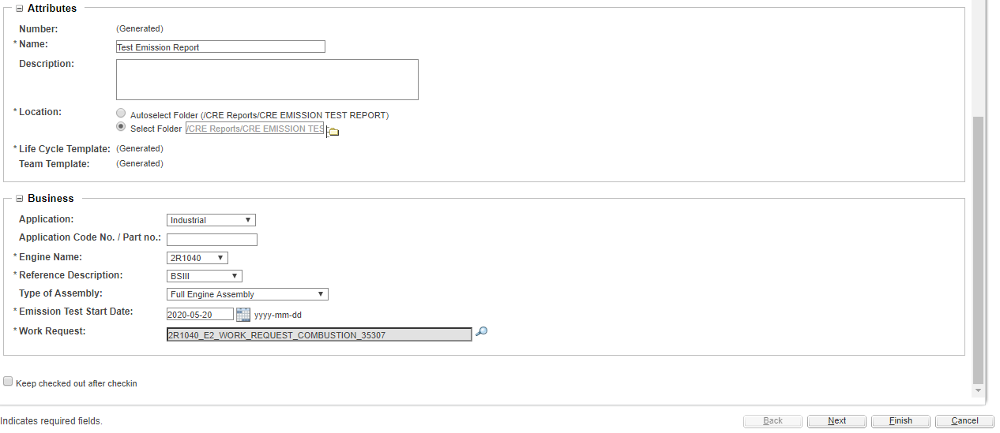 Attributes
Number: (Generated)
* Name: Test Emission Report
Description:
* Location: Autoselect Folder (/CRE Reports/CRE EMISSION TEST REPORT)
Select Folder /CRE Reports/CRE EMISSION TES
* Life Cycle Template: (Generated)
Team Template: (Generated)
Business
Application: Industrial
Application Code No. / Part no.:
* Engine Name: 2R1040
* Reference Description: BSIII
Type of Assembly: Full Engine Assembly
* Emission Test Start Date: 2020-05-20 yyyy-mm-dd
* Work Request: 2R1040_E2_WORK_REQUEST_COMBUSTION_35307
Keep checked out after checkin
Indicates required fields. Back Next Finish Cancel